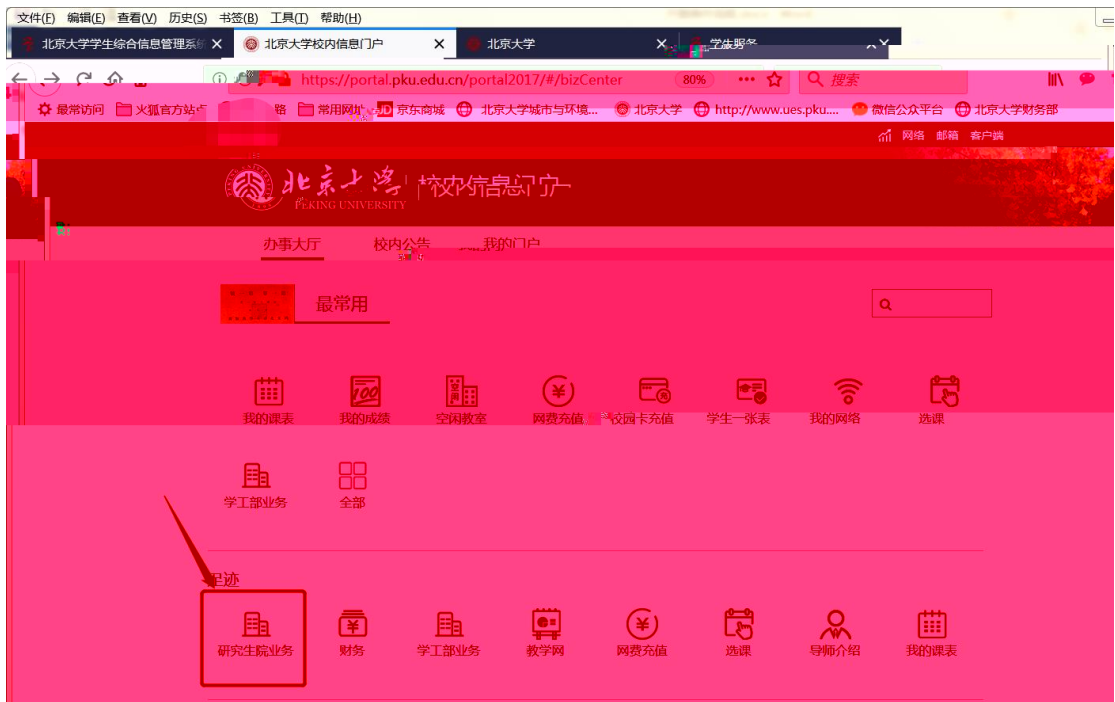 文件(F) 编辑(E) 查看(V) 历史(S) 书签(B) 工具(T) 帮助(H)
北京大学学生综合信息管理系统 北京大学校内信息门户 北京大学
https://portal.pku.edu.cn/portal2017/#/bizCenter 80% 搜索
最常访问 火狐官方站点 常用网址 JD 京东商城 北京大学城市与环境... 北京大学 http://www.ues.pku.... 微信公众平台 北京大学财务部
网络 邮箱 客户端
北京大学 校内信息门户
PEKING UNIVERSITY
办事大厅 校内公告 我的门户
最常用
我的课表 我的成绩 空闲教室 网费充值 校园卡充值 学生一张表 我的网络 选课
学工部业务 全部
足迹
研究生院业务 财务 学工部业务 教学网 网费充值 选课 导师介绍 我的课表